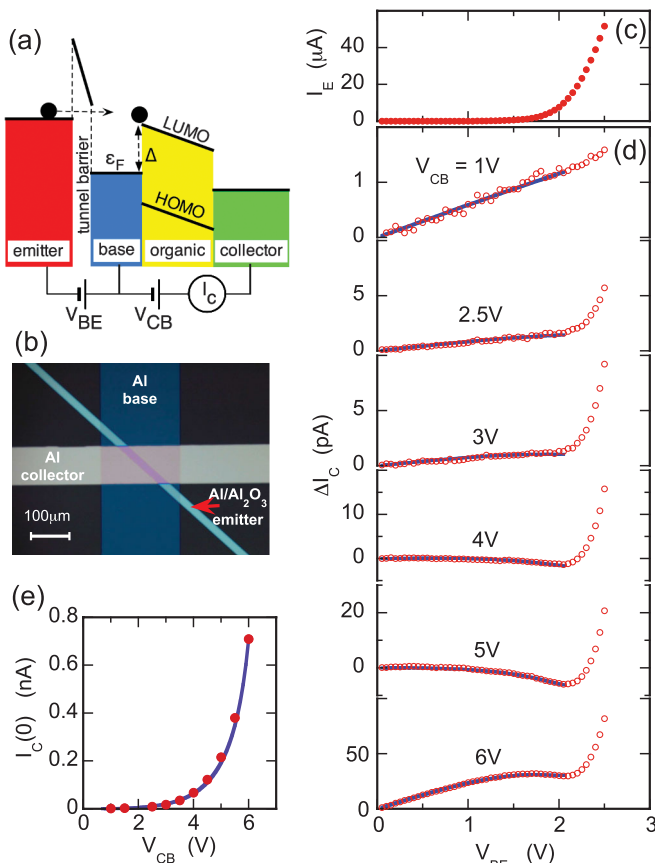 (a)
LUMO
Δ
ε_F
HOMO
tunnel barrier
emitter
base
organic
collector
V_BE
V_CB
I_C
(b)
Al
base
Al
collector
Al/Al₂O₃
emitter
100μm
(e)
0.8
0.6
0.4
0.2
0
I_C(0) (nA)
0 2 4 6
V_CB (V)
(c)
40
20
0
I_E (μA)
(d)
V_CB = 1V
1
0
2.5V
5
0
3V
5
0
4V
10
0
5V
20
0
6V
50
0
ΔI_C (pA)
0 1 2 3
V_BE (V)